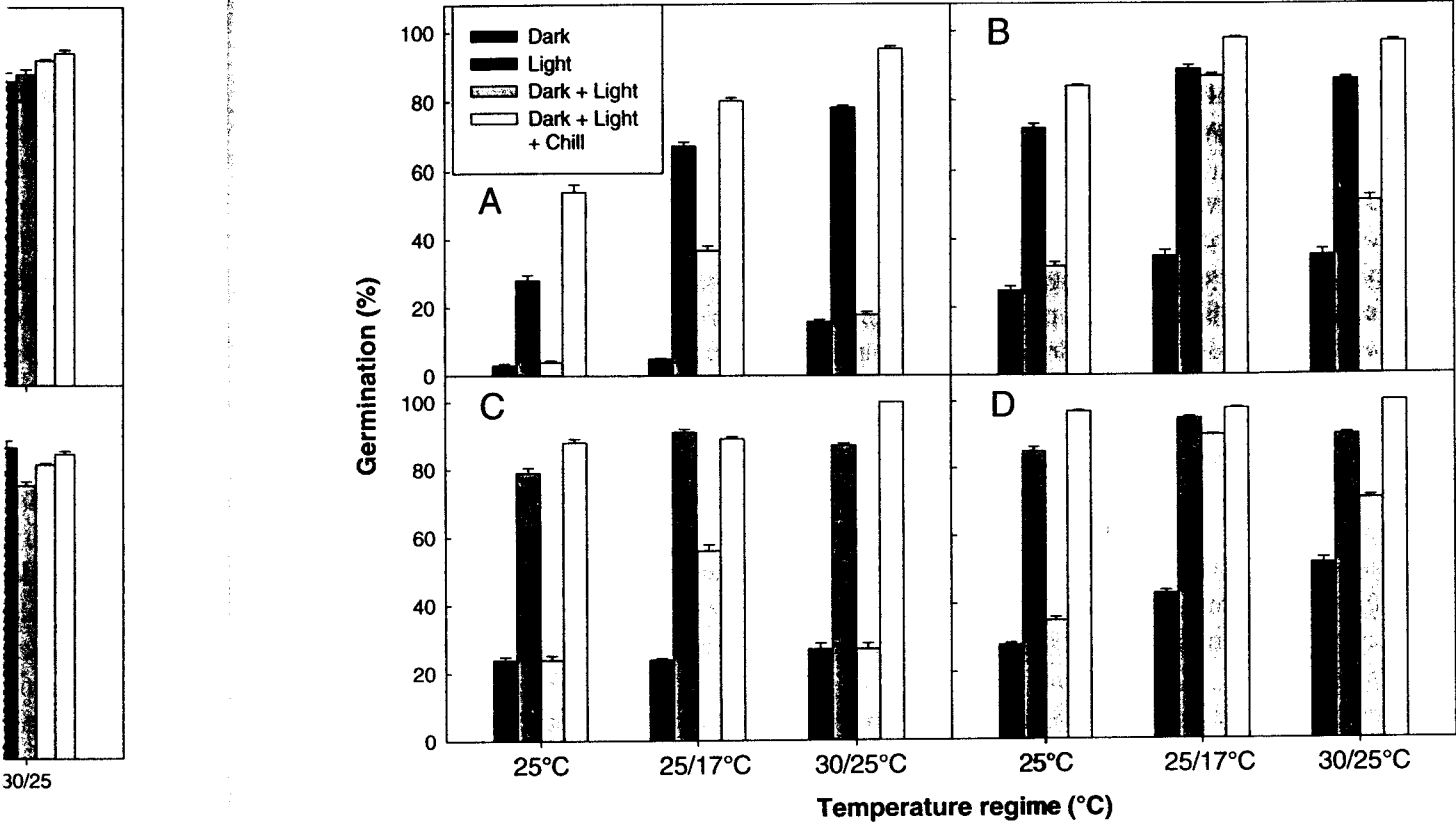 30/25
Germination (%)
100
80
60
40
20
0
100
80
60
40
20
0
Dark
Light
Dark + Light
Dark + Light
+ Chill
A
B
C
D
25°C
25/17°C
30/25°C
25°C
25/17°C
30/25°C
Temperature regime (°C)